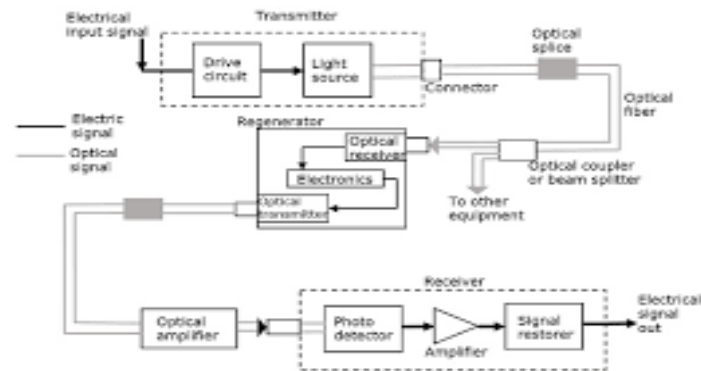 Electrical
input signal
Transmitter
Drive
circuit
Light
source
Connector
Optical
splice
Optical
fiber
Electric
signal
Optical
signal
Regenerator
Optical
receiver
Electronics
Optical
transmitter
Optical coupler
or beam splitter
To other
equipment
Receiver
Optical
amplifier
Photo
detector
Amplifier
Signal
restorer
Electrical
signal
out